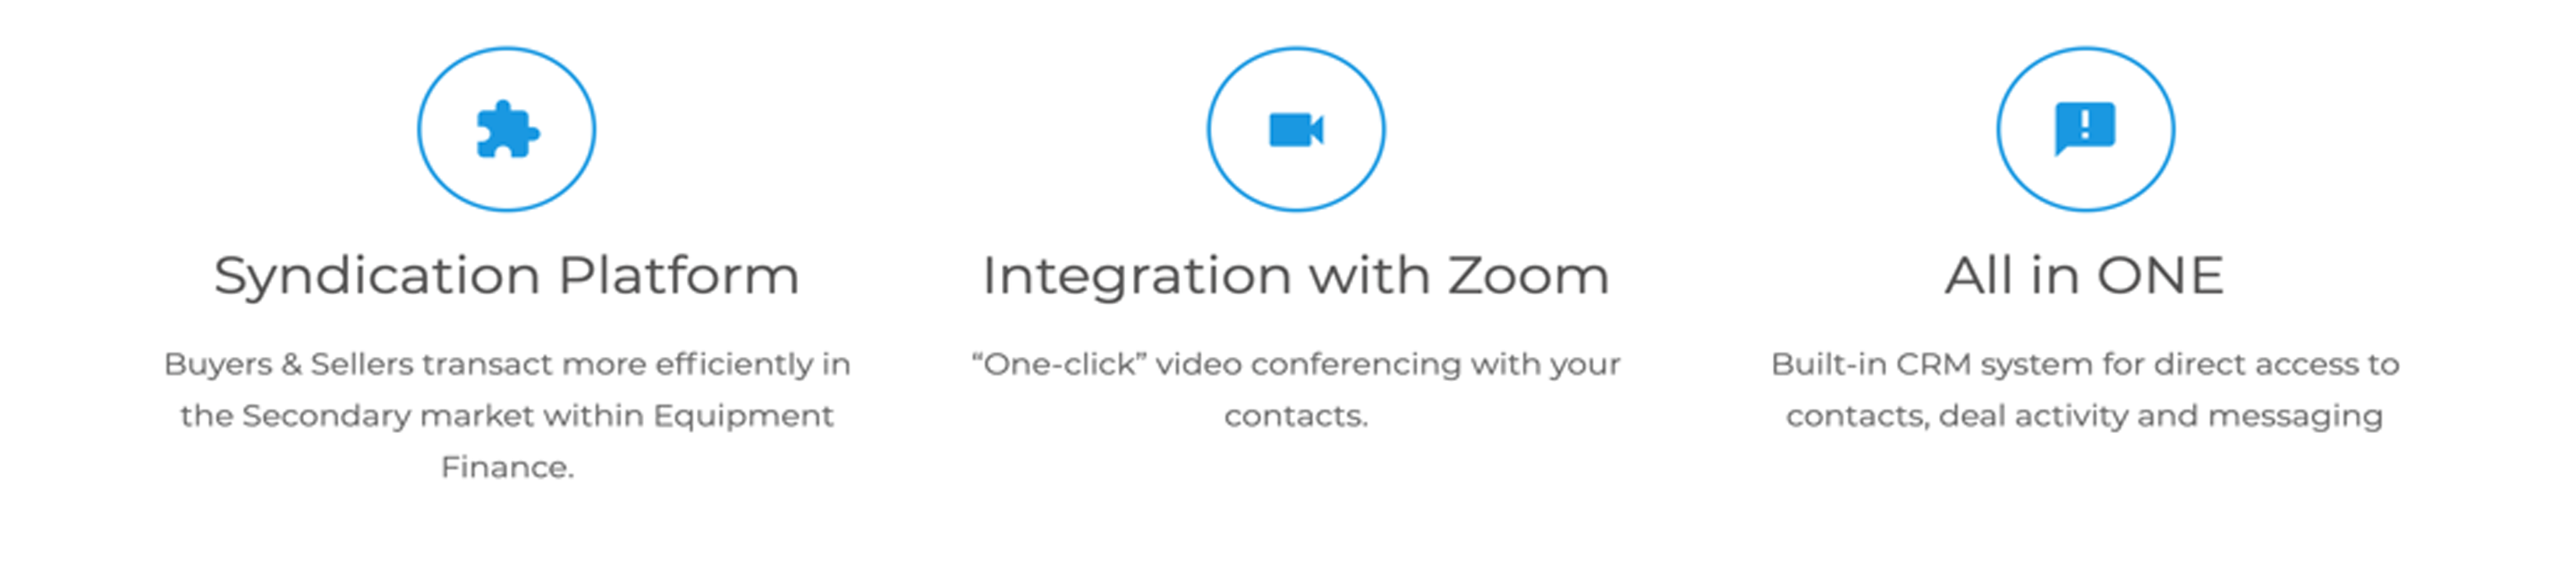 Syndication Platform
Buyers & Sellers transact more efficiently in
the Secondary market within Equipment
Finance.
Integration with Zoom
“One-click” video conferencing with your
contacts.
All in ONE
Built-in CRM system for direct access to
contacts, deal activity and messaging